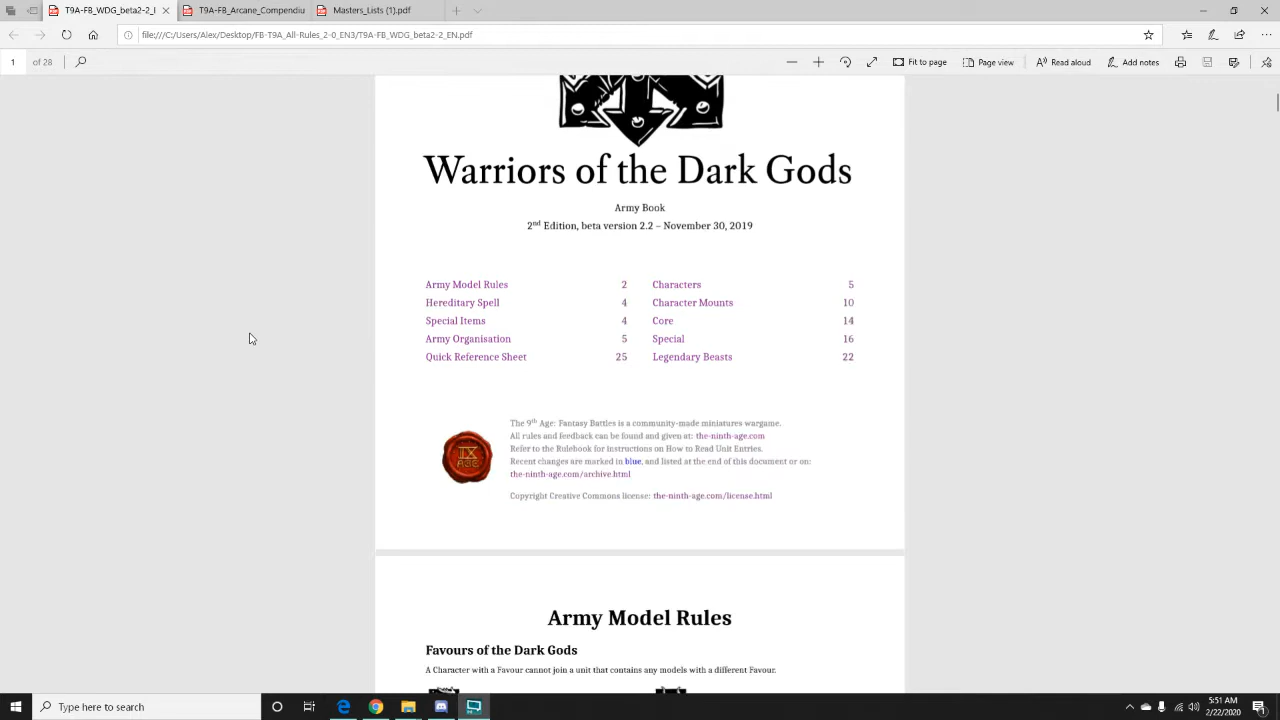 T9A-FB_WDG_beta2-2_E
file:///C:/Users/Alex/Desktop/FB-T9A_All-Rules_2-0_EN3/T9A-FB_WDG_beta2-2_EN.pdf
1 of 28
Fit to page
Page view
Read aloud
Add notes
Warriors of the Dark Gods
Army Book
2nd Edition, beta version 2.2 – November 30, 2019
Army Model Rules 2
Hereditary Spell 4
Special Items 4
Army Organisation 5
Quick Reference Sheet 25
Characters 5
Character Mounts 10
Core 14
Special 16
Legendary Beasts 22
IX
AGE
The 9th Age: Fantasy Battles is a community-made miniatures wargame.
All rules and feedback can be found and given at: the-ninth-age.com
Refer to the Rulebook for instructions on How to Read Unit Entries.
Recent changes are marked in blue, and listed at the end of this document or on:
the-ninth-age.com/archive.html
Copyright Creative Commons license: the-ninth-age.com/license.html
Army Model Rules
Favours of the Dark Gods
A Character with a Favour cannot join a unit that contains any models with a different Favour.
Type here to search
5:51 AM
2/22/2020